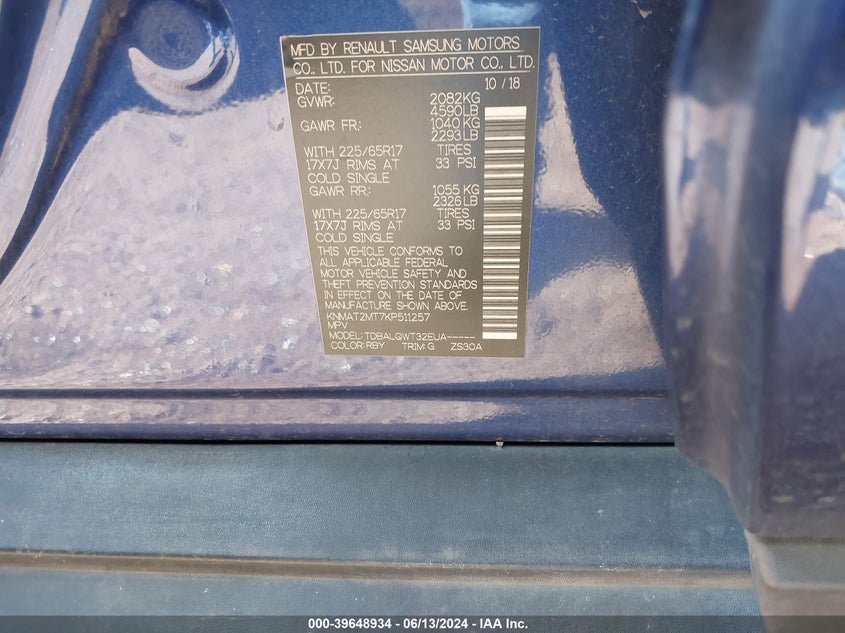 MFD BY RENAULT SAMSUNG MOTORS
CO., LTD. FOR NISSAN MOTOR CO., LTD.
DATE: 10 / 18
GVWR: 2082KG
4590LB
GAWR FR: 1040 KG
2293LB
WITH 225/65R17 TIRES
17X7J RIMS AT 33 PSI
COLD SINGLE
GAWR RR: 1055 KG
2326LB
WITH 225/65R17 TIRES
17X7J RIMS AT 33 PSI
COLD SINGLE
THIS VEHICLE CONFORMS TO
ALL APPLICABLE FEDERAL
MOTOR VEHICLE SAFETY AND
THEFT PREVENTION STANDARDS
IN EFFECT ON THE DATE OF
MANUFACTURE SHOWN ABOVE.
KNMAT2MT7KP511257
MPV
MODEL: TDBALQWT32EUA-----
COLOR:RBY TRIM:G ZS30A
000-39648934 - 06/13/2024 - IAA Inc.